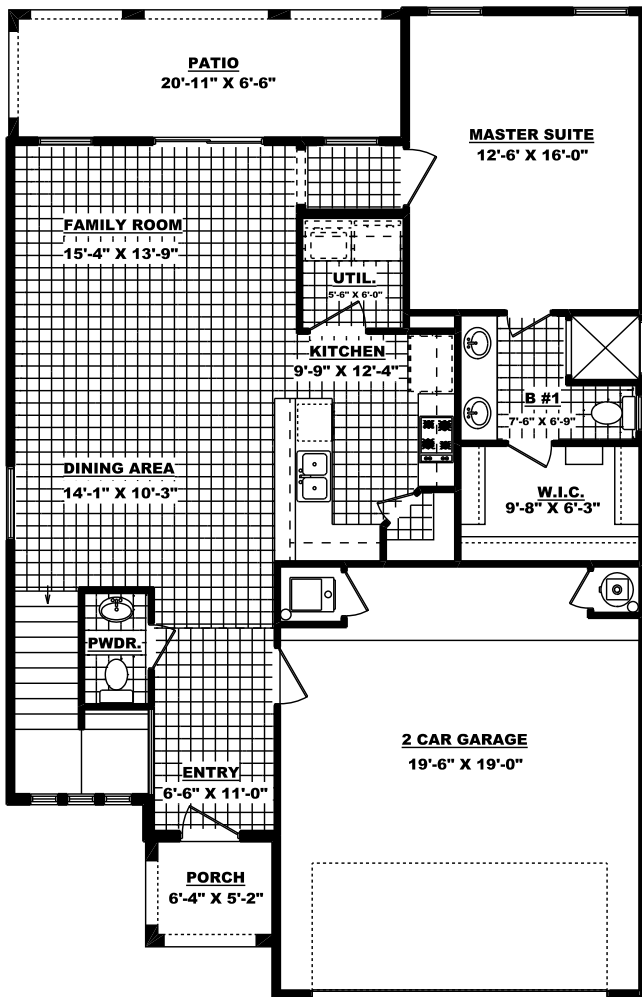 PATIO
20'-11" X 6'-6"
MASTER SUITE
12'-6' X 16'-0"
FAMILY ROOM
15'-4" X 13'-9"
UTIL.
5'-6" X 6'-0"
KITCHEN
9'-9" X 12'-4"
B #1
7'-6" X 6'-9"
DINING AREA
14'-1" X 10'-3"
W.I.C.
9'-8" X 6'-3"
PWDR.
2 CAR GARAGE
19'-6" X 19'-0"
ENTRY
6'-6" X 11'-0"
PORCH
6'-4" X 5'-2"